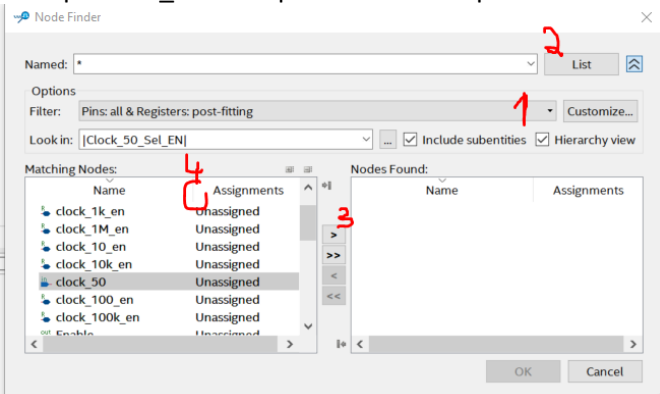 Node Finder
2
Named: * List
Options
Filter: Pins: all & Registers: post-fitting 1 Customize...
Look in: |Clock_50_Sel_EN| ... Include subentities Hierarchy view
4
Matching Nodes: Nodes Found:
Name Assignments Name Assignments
clock_1k_en Unassigned
3
clock_1M_en Unassigned >
clock_10_en Unassigned >>
clock_10k_en Unassigned
clock_50 Unassigned <
clock_100_en Unassigned <<
clock_100k_en Unassigned
out Enable Unassigned
OK Cancel